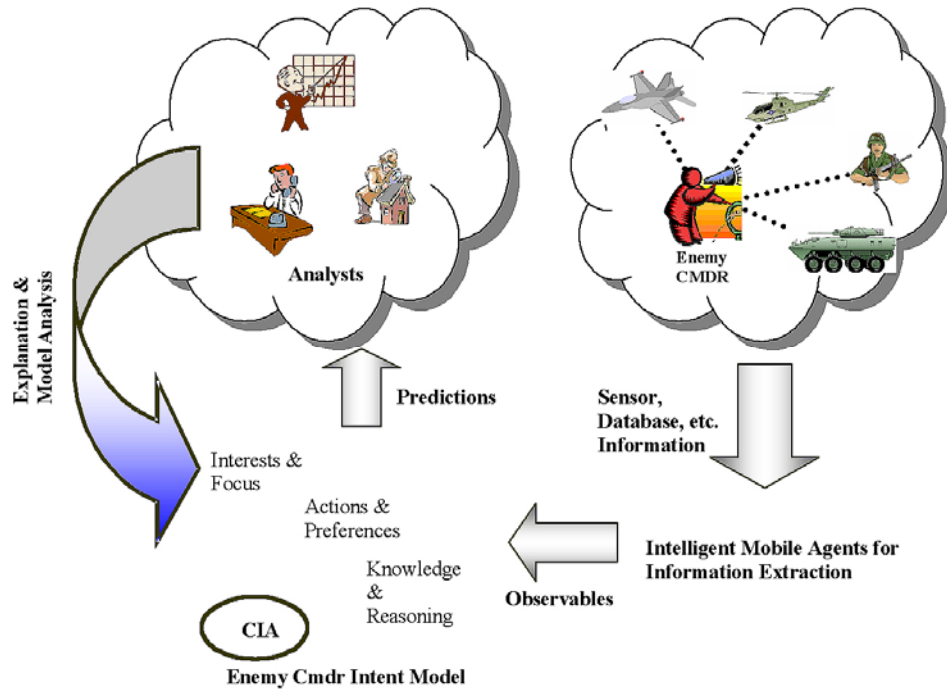 Analysts
Enemy
CMDR
Explanation &
Model Analysis
Predictions
Sensor,
Database, etc.
Information
Interests &
Focus
Actions &
Preferences
Knowledge
&
Reasoning
Observables
Intelligent Mobile Agents for
Information Extraction
CIA
Enemy Cmdr Intent Model